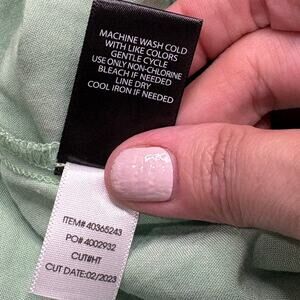 MACHINE WASH COLD
WITH LIKE COLORS
GENTLE CYCLE
USE ONLY NON-CHLORINE
BLEACH IF NEEDED
LINE DRY
COOL IRON IF NEEDED
ITEM# 40365243
PO# 4002932
CUT#HT
CUT DATE:02/2023